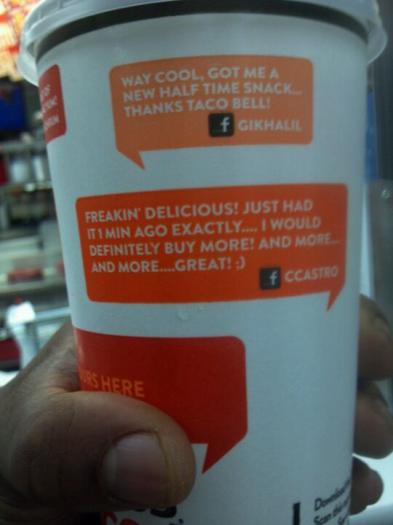 WAY COOL, GOT ME A
NEW HALF TIME SNACK...
THANKS TACO BELL!
f GIKHALIL
FREAKIN' DELICIOUS! JUST HAD
IT 1 MIN AGO EXACTLY.... I WOULD
DEFINITELY BUY MORE! AND MORE...
AND MORE....GREAT! :)
f CCASTRO
HERE